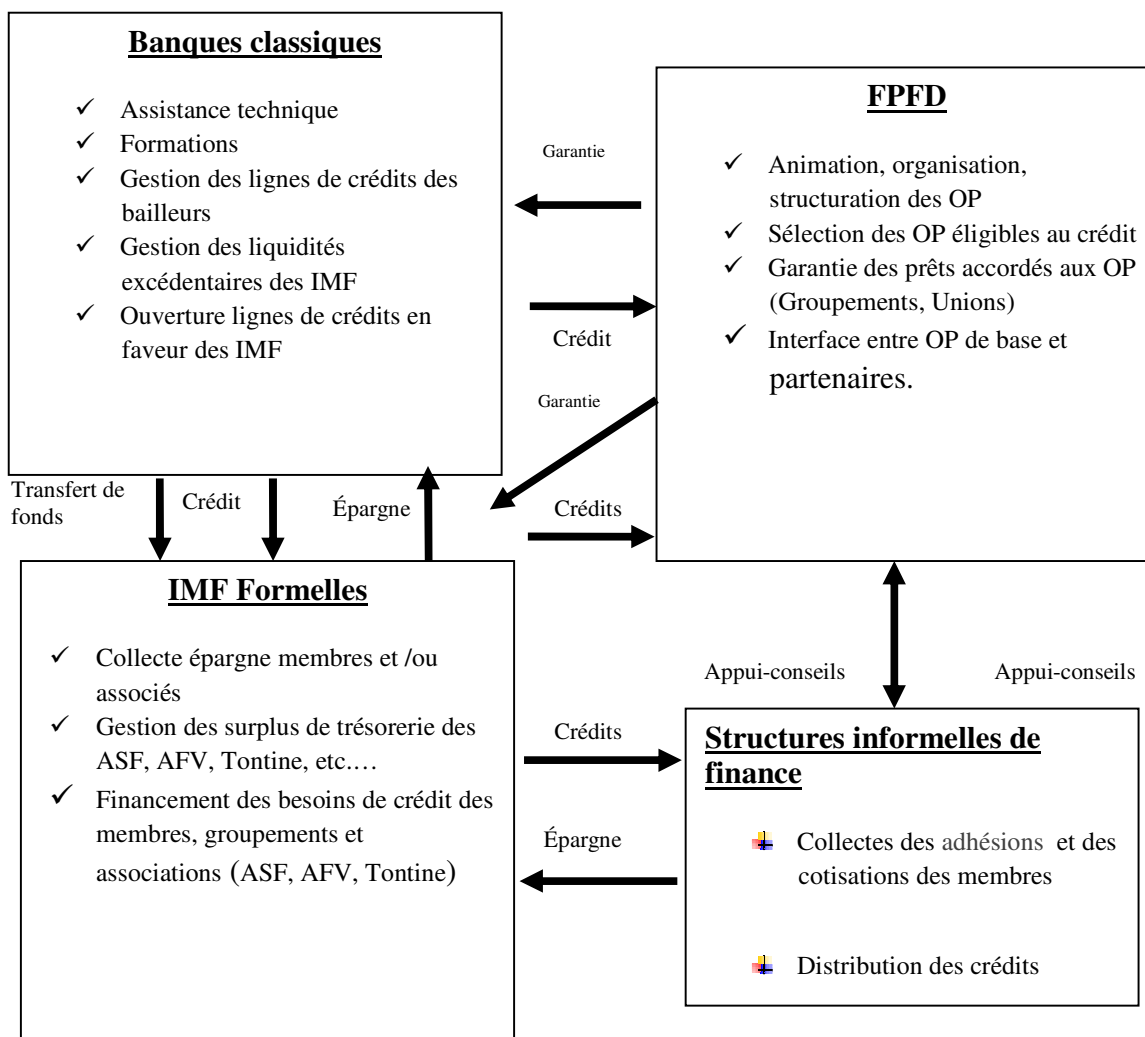 Banques classiques
✓ Assistance technique
✓ Formations
✓ Gestion des lignes de crédits des
bailleurs
✓ Gestion des liquidités
excédentaires des IMF
✓ Ouverture lignes de crédits en
faveur des IMF
Garantie
Crédit
Garantie
Crédits
FPFD
✓ Animation, organisation,
structuration des OP
✓ Sélection des OP éligibles au crédit
✓ Garantie des prêts accordés aux OP
(Groupements, Unions)
✓ Interface entre OP de base et
partenaires.
Transfert de
fonds
Crédit
Épargne
IMF Formelles
✓ Collecte épargne membres et /ou
associés
✓ Gestion des surplus de trésorerie des
ASF, AFV, Tontine, etc.…
✓ Financement des besoins de crédit des
membres, groupements et
associations (ASF, AFV, Tontine)
Crédits
Épargne
Appui-conseils
Appui-conseils
Structures informelles de
finance
Collectes des adhésions et des
cotisations des membres
Distribution des crédits